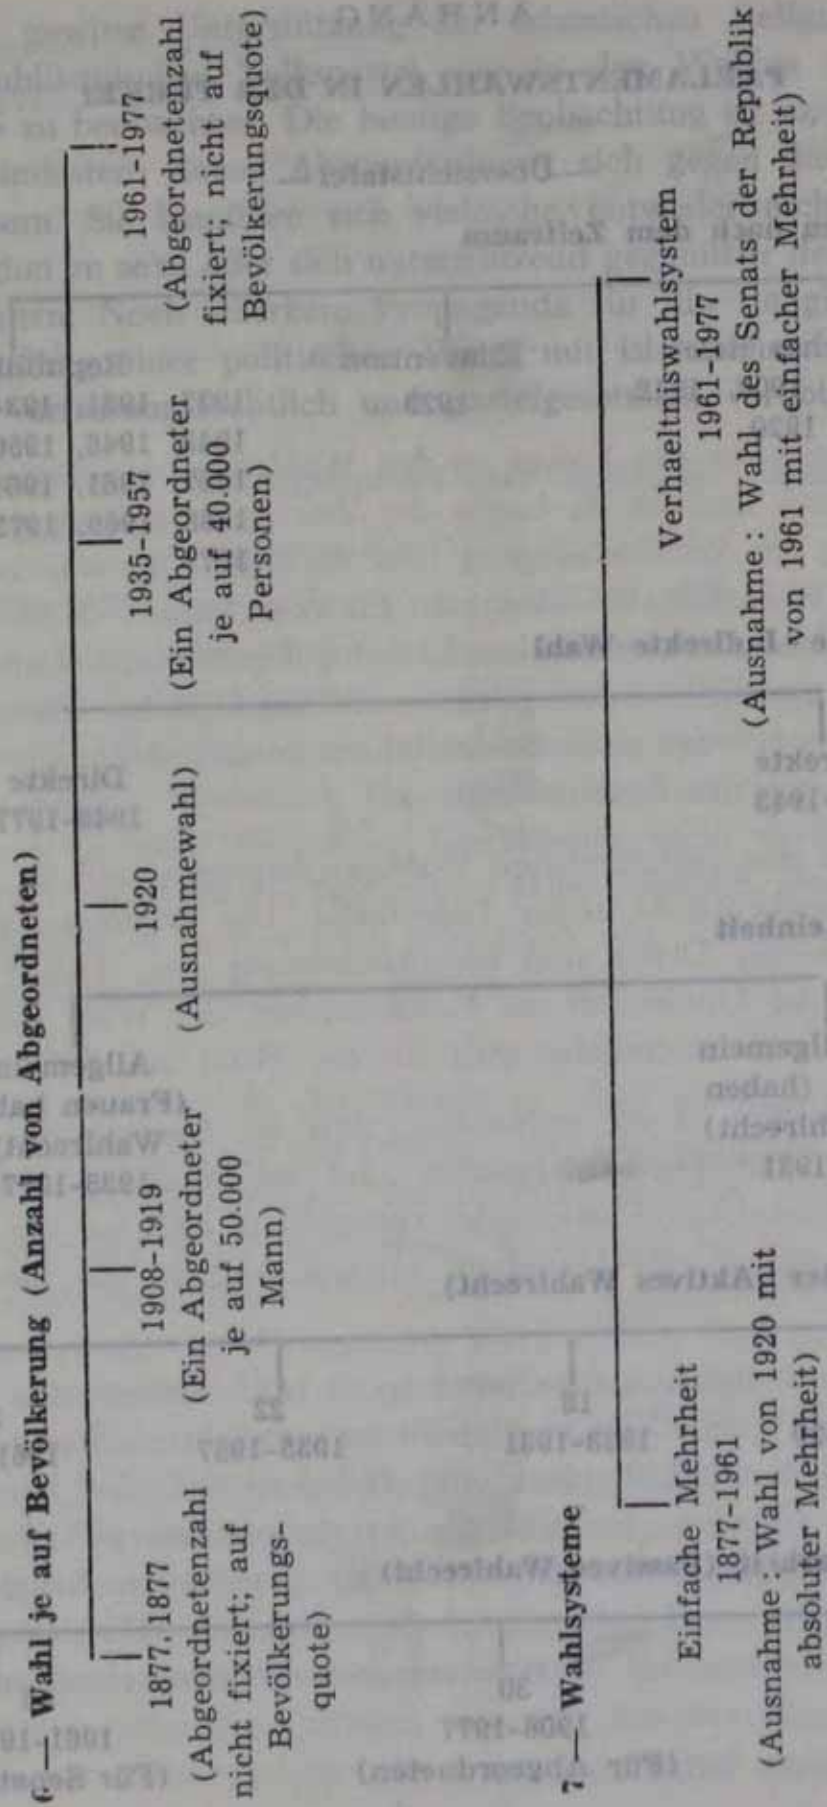 6 — Wahl je auf Bevölkerung (Anzahl von Abgeordneten)
1877, 1877
(Abgeordnetenzahl
nicht fixiert; auf
Bevölkerungs-
quote)
1908-1919
(Ein Abgeordneter
je auf 50.000
Mann)
1920
(Ausnahmewahl)
1935-1957
(Ein Abgeordneter
je auf 40.000
Personen)
1961-1977
(Abgeordnetenzahl
fixiert; nicht auf
Bevölkerungsquote)
7 — Wahlsysteme
Einfache Mehrheit
1877-1961
(Ausnahme: Wahl von 1920 mit
absoluter Mehrheit)
Verhaeltniswahlsystem
1961-1977
(Ausnahme: Wahl des Senats der Republik
von 1961 mit einfacher Mehrheit)